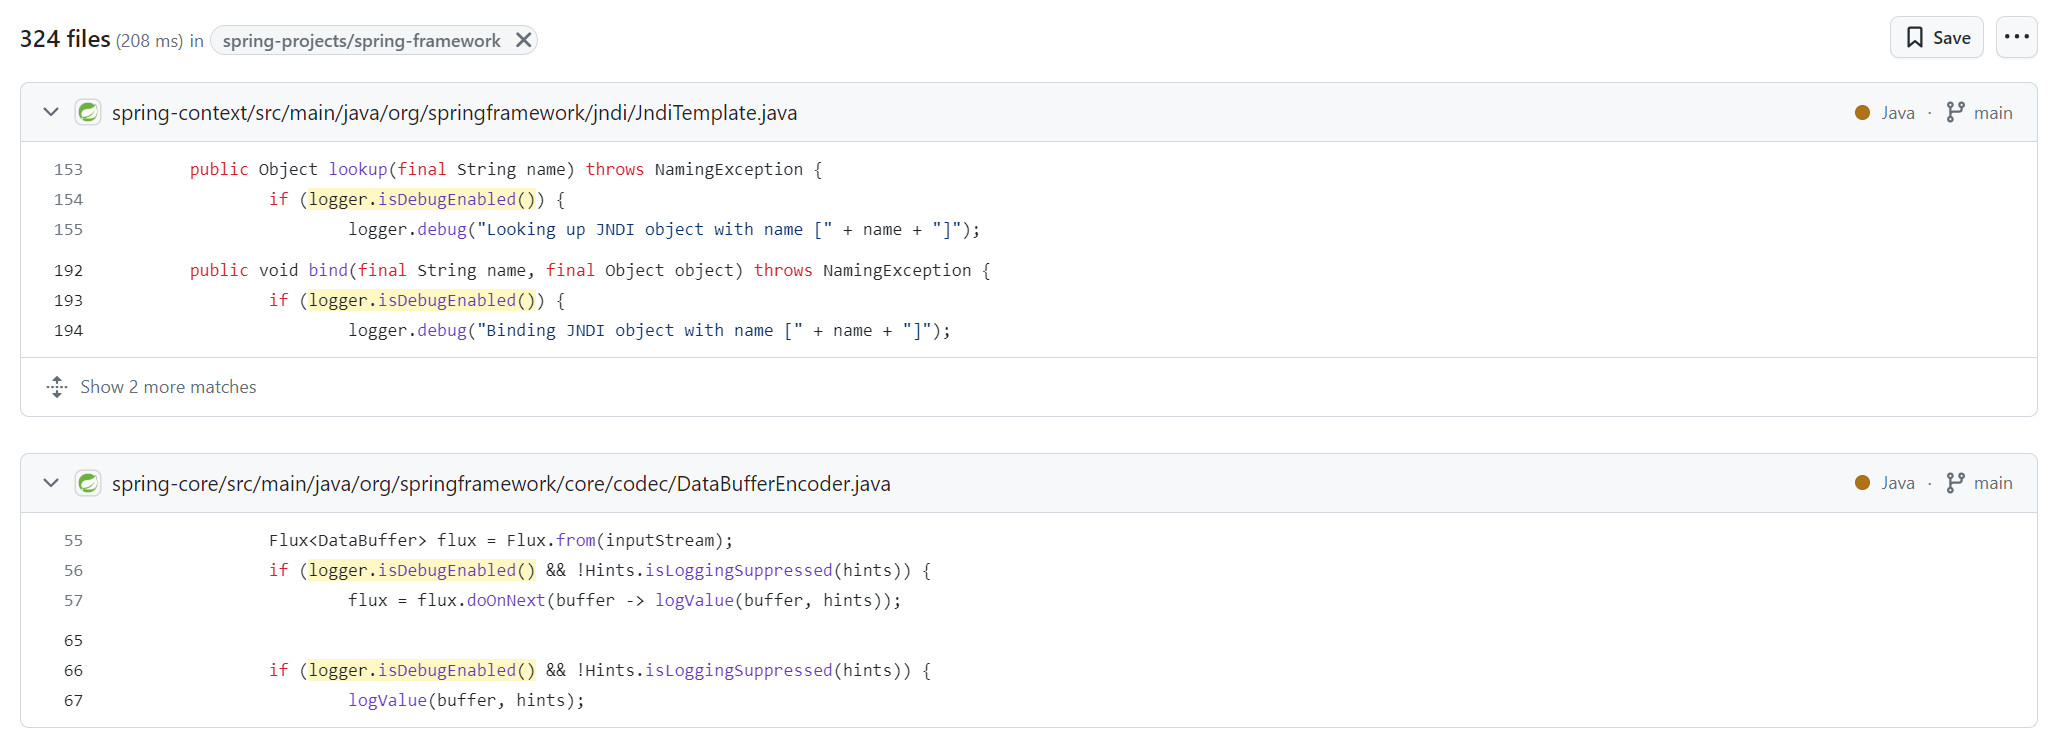 324 files (208 ms) in spring-projects/spring-framework
Save
spring-context/src/main/java/org/springframework/jndi/JndiTemplate.java
Java · main
153 public Object lookup(final String name) throws NamingException {
154 if (logger.isDebugEnabled()) {
155 logger.debug("Looking up JNDI object with name [" + name + "]");
192 public void bind(final String name, final Object object) throws NamingException {
193 if (logger.isDebugEnabled()) {
194 logger.debug("Binding JNDI object with name [" + name + "]");
Show 2 more matches
spring-core/src/main/java/org/springframework/core/codec/DataBufferEncoder.java
Java · main
55 Flux<DataBuffer> flux = Flux.from(inputStream);
56 if (logger.isDebugEnabled() && !Hints.isLoggingSuppressed(hints)) {
57 flux = flux.doOnNext(buffer -> logValue(buffer, hints));
65
66 if (logger.isDebugEnabled() && !Hints.isLoggingSuppressed(hints)) {
67 logValue(buffer, hints);